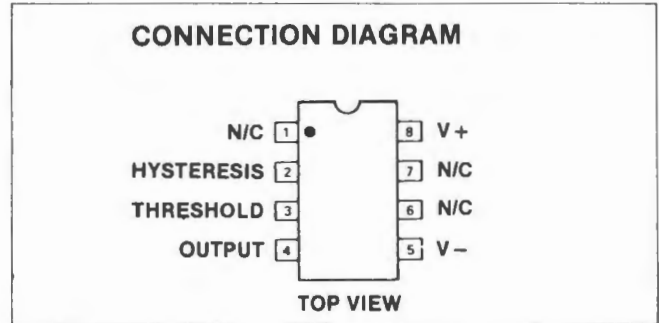 CONNECTION DIAGRAM
N/C 1 8 V+
HYSTERESIS 2 7 N/C
THRESHOLD 3 6 N/C
OUTPUT 4 5 V−
TOP VIEW